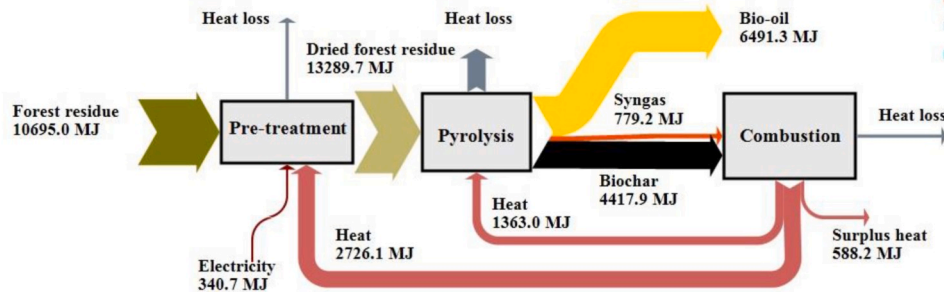 Heat loss
Heat loss
Bio-oil
6491.3 MJ
Dried forest residue
13289.7 MJ
Forest residue
10695.0 MJ
Pre-treatment
Pyrolysis
Syngas
779.2 MJ
Combustion
Heat loss
Biochar
4417.9 MJ
Heat
1363.0 MJ
Heat
2726.1 MJ
Surplus heat
588.2 MJ
Electricity
340.7 MJ